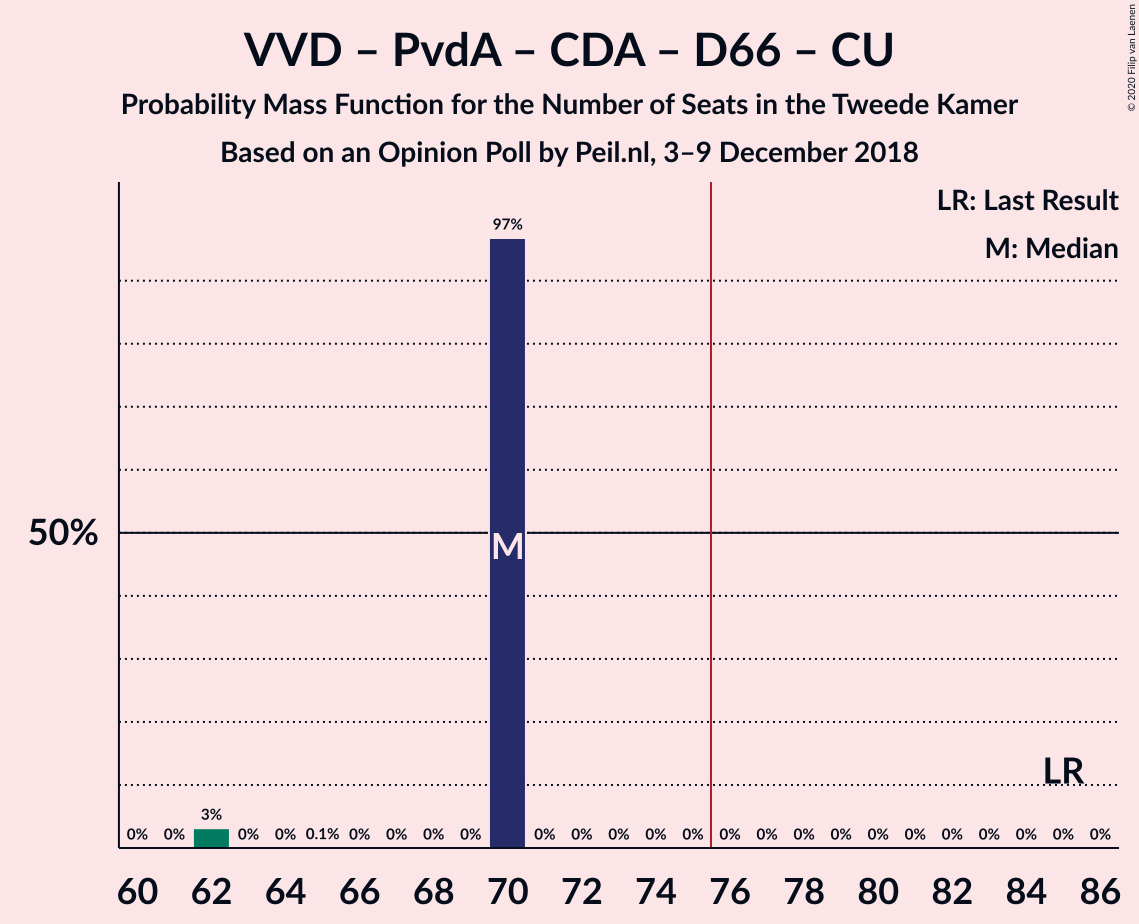 VVD – PvdA – CDA – D66 – CU
Probability Mass Function for the Number of Seats in the Tweede Kamer
Based on an Opinion Poll by Peil.nl, 3–9 December 2018
© 2020 Filip van Laenen
LR: Last Result
M: Median
97%
50%
M
LR
3%
0% 0% 0% 0% 0.1% 0% 0% 0% 0% 0% 0% 0% 0% 0% 0% 0% 0% 0% 0% 0% 0% 0% 0% 0% 0%
60 62 64 66 68 70 72 74 76 78 80 82 84 86